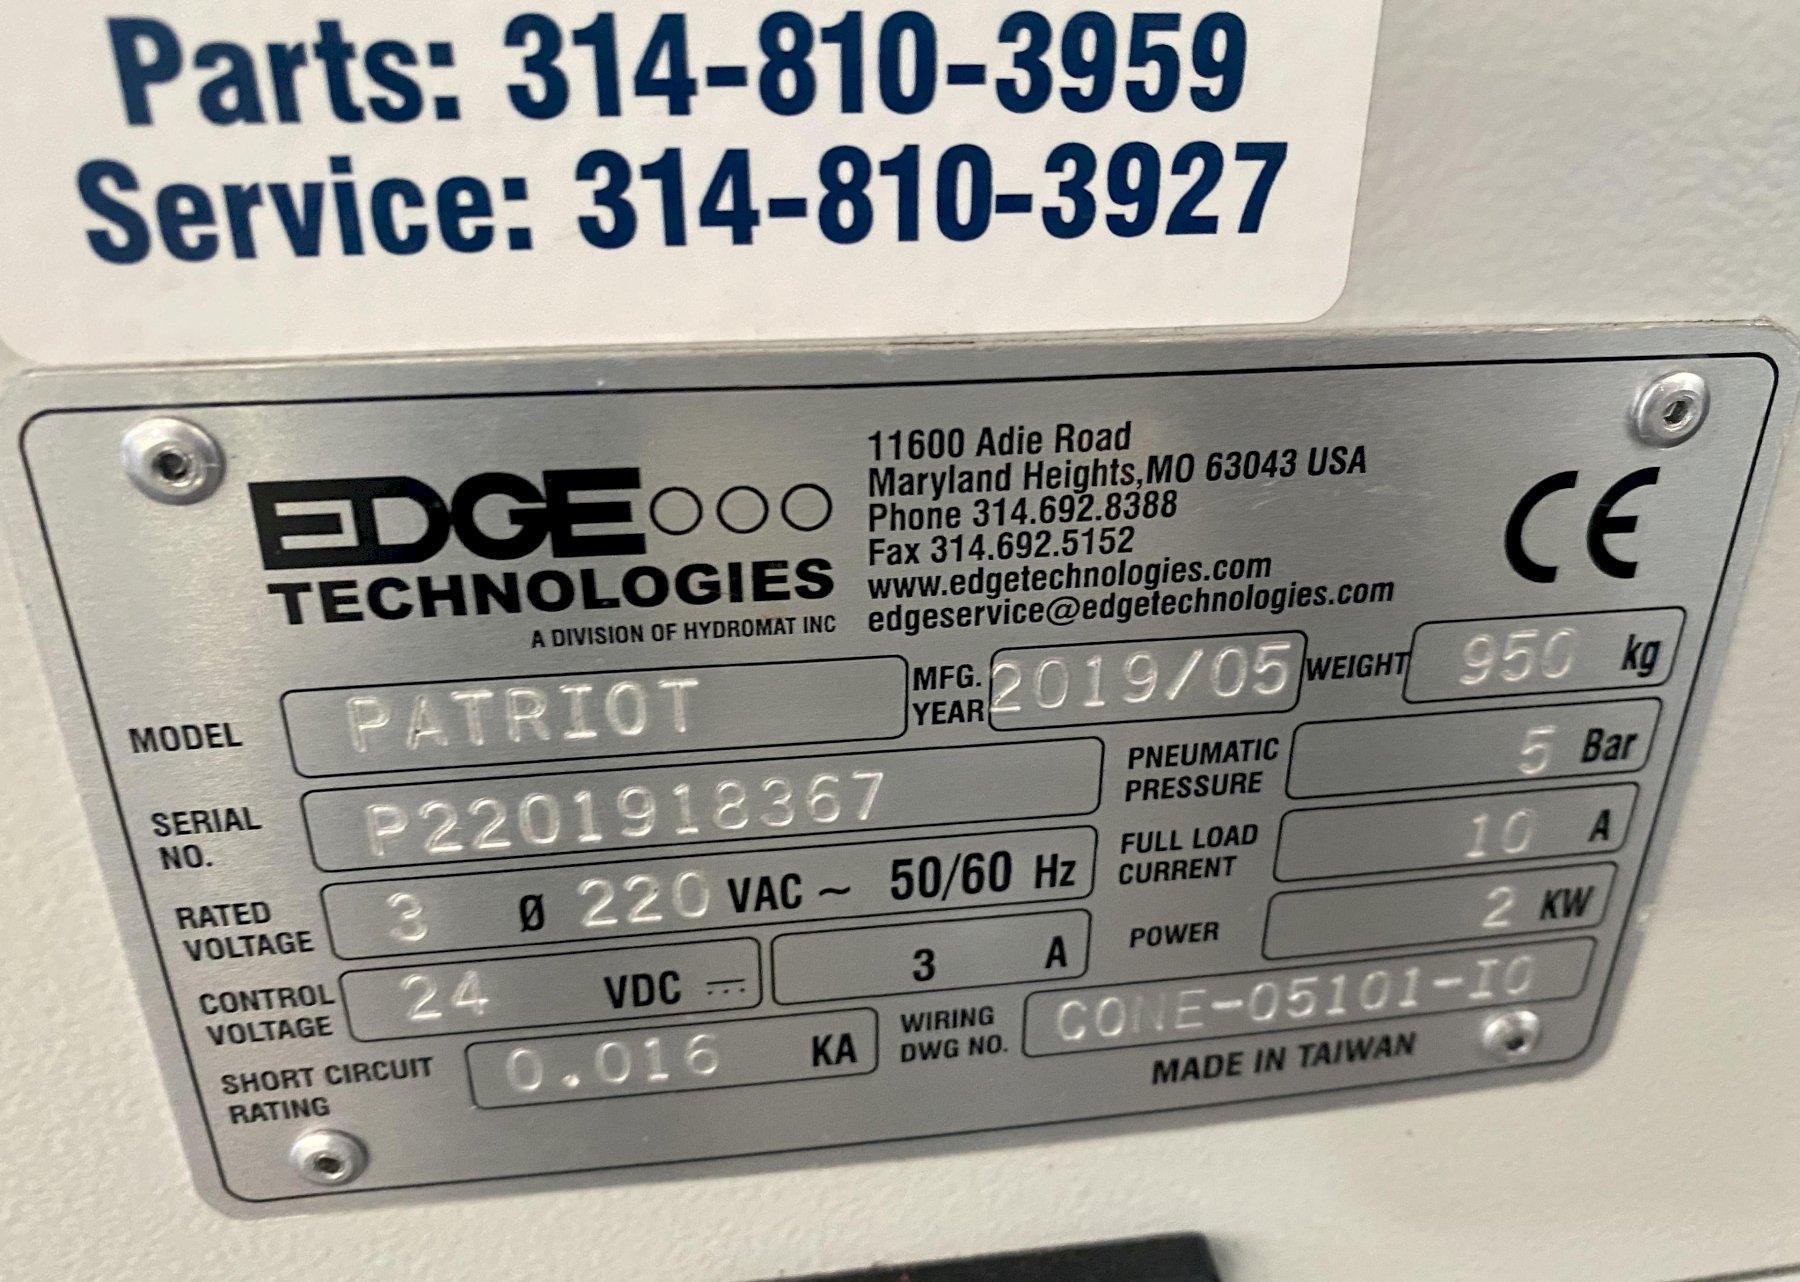 Parts: 314-810-3959
Service: 314-810-3927
EDGE
TECHNOLOGIES
A DIVISION OF HYDROMAT INC
11600 Adie Road
Maryland Heights,MO 63043 USA
Phone 314.692.8388
Fax 314.692.5152
www.edgetechnologies.com
edgeservice@edgetechnologies.com
CE
MODEL PATRIOT
MFG. YEAR 2019/05
WEIGHT 950 kg
SERIAL NO. P2201918367
PNEUMATIC PRESSURE 5 Bar
RATED VOLTAGE 3 Ø 220 VAC ~ 50/60 Hz
FULL LOAD CURRENT 10 A
CONTROL VOLTAGE 24 VDC ⎓ 3 A
POWER 2 KW
SHORT CIRCUIT RATING 0.016 KA
WIRING DWG NO. CONE-05101-IO
MADE IN TAIWAN